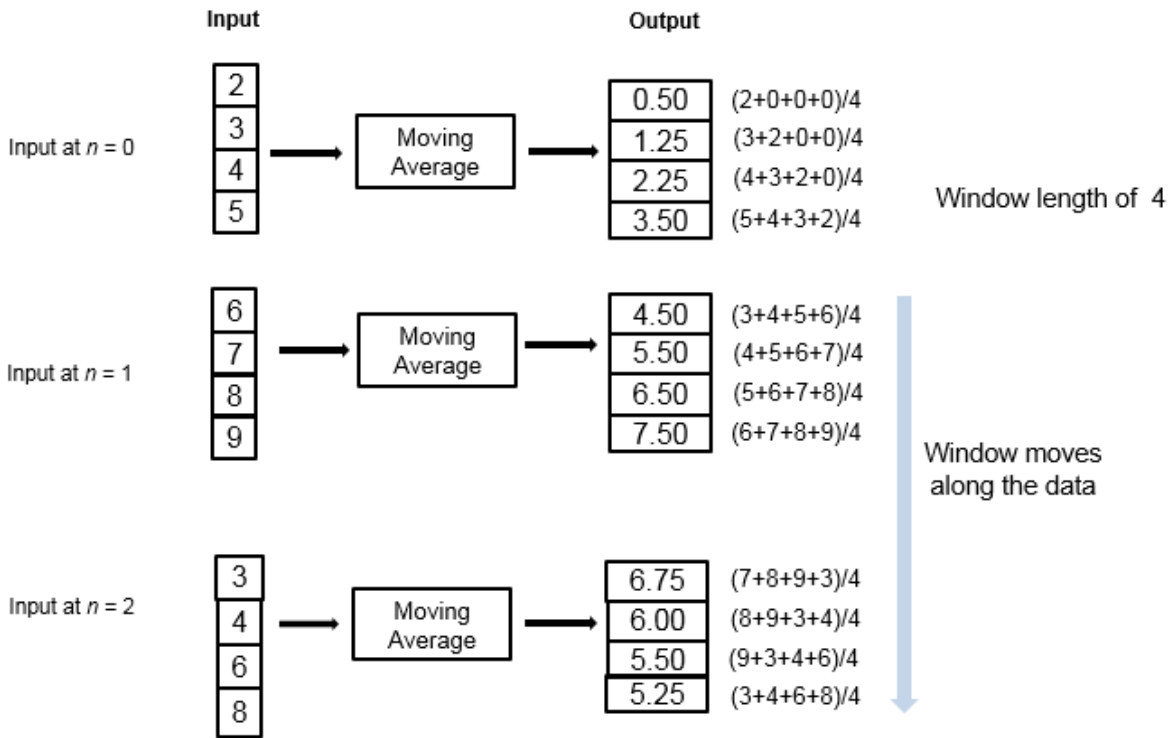 Input
Output
Input at n = 0
2
3
4
5
Moving
Average
0.50
1.25
2.25
3.50
(2+0+0+0)/4
(3+2+0+0)/4
(4+3+2+0)/4
(5+4+3+2)/4
Window length of 4
Input at n = 1
6
7
8
9
Moving
Average
4.50
5.50
6.50
7.50
(3+4+5+6)/4
(4+5+6+7)/4
(5+6+7+8)/4
(6+7+8+9)/4
Window moves
along the data
Input at n = 2
3
4
6
8
Moving
Average
6.75
6.00
5.50
5.25
(7+8+9+3)/4
(8+9+3+4)/4
(9+3+4+6)/4
(3+4+6+8)/4